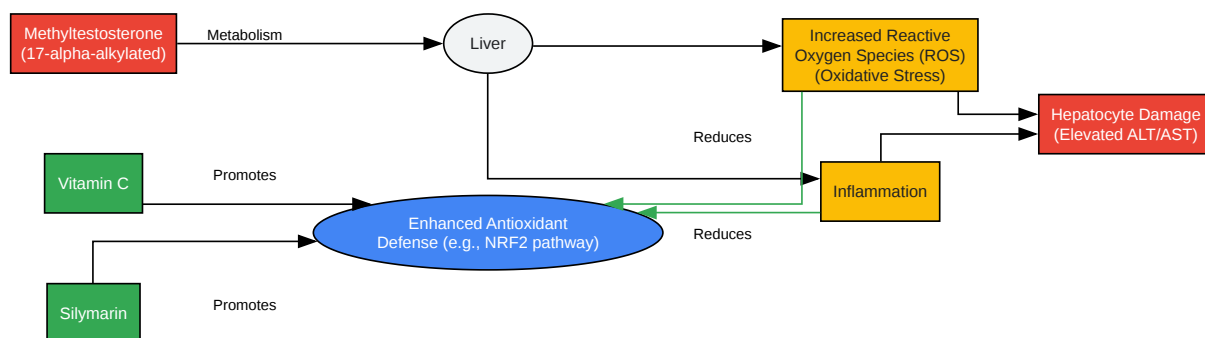 Methyltestosterone
(17-alpha-alkylated)
Metabolism
Liver
Increased Reactive
Oxygen Species (ROS)
(Oxidative Stress)
Hepatocyte Damage
(Elevated ALT/AST)
Reduces
Vitamin C
Promotes
Inflammation
Enhanced Antioxidant
Defense (e.g., NRF2 pathway)
Reduces
Silymarin
Promotes